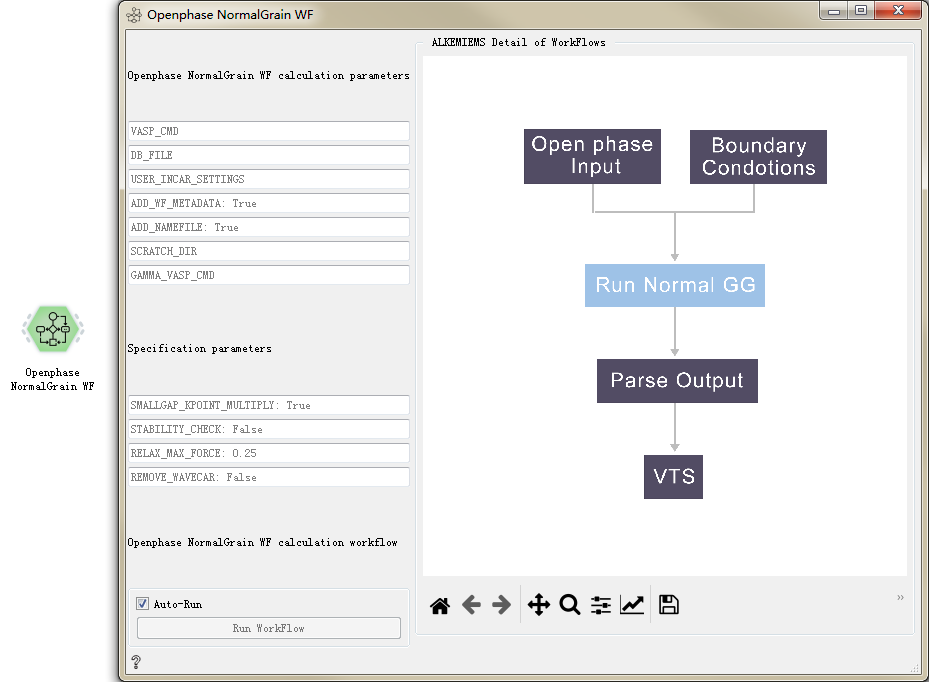 Openphase NormalGrain WF
ALKEMIEMS Detail of WorkFlows
Openphase NormalGrain WF calculation parameters
VASP_CMD
DB_FILE
USER_INCAR_SETTINGS
ADD_WF_METADATA: True
ADD_NAMEFILE: True
SCRATCH_DIR
GAMMA_VASP_CMD
Specification parameters
SMALLGAP_KPOINT_MULTIPLY: True
STABILITY_CHECK: False
RELAX_MAX_FORCE: 0.25
REMOVE_WAVECAR: False
Openphase NormalGrain WF calculation workflow
Auto-Run
Run WorkFlow
Open phase
Input
Boundary
Condotions
Run Normal GG
Parse Output
VTS
Openphase
NormalGrain WF